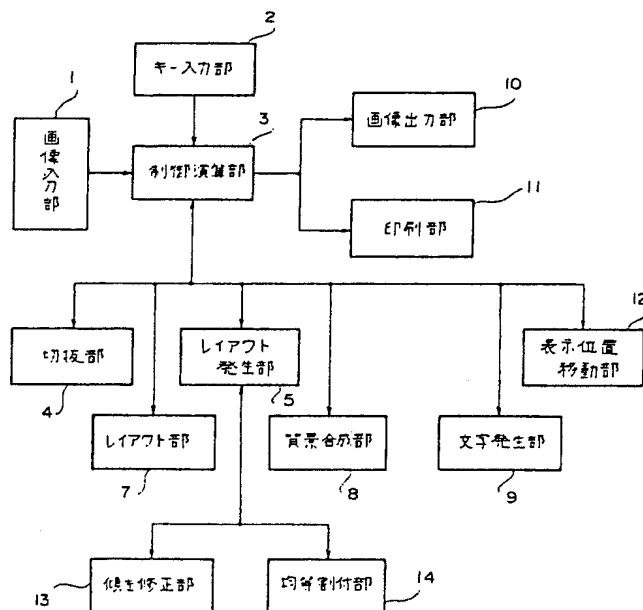 2
キー入力部
1
画像入力部
3
制御演算部
10
画像出力部
11
印刷部
切抜部
4
レイアウト
発生部
5
12
表示位置
移動部
レイアウト部
7
背景合成部
8
文字発生部
9
傾き修正部
13
均等割付部
14